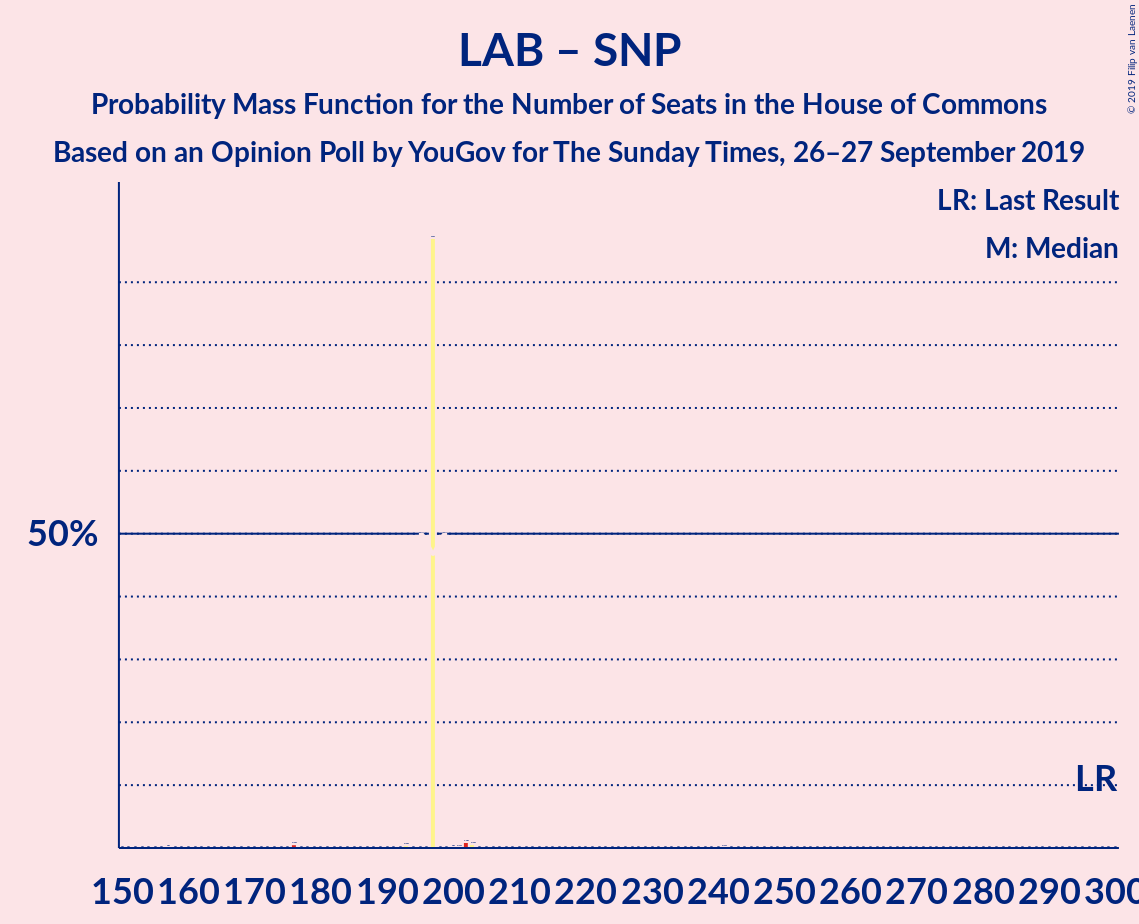 LAB – SNP
Probability Mass Function for the Number of Seats in the House of Commons
Based on an Opinion Poll by YouGov for The Sunday Times, 26–27 September 2019
© 2019 Filip van Laenen
LR: Last Result
M: Median
50%
LR
150 160 170 180 190 200 210 220 230 240 250 260 270 280 290 300